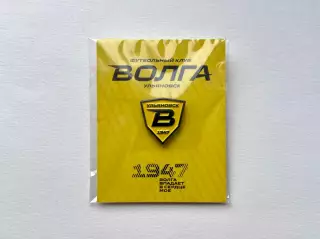 ФУТБОЛЬНЫЙ КЛУБ
ВОЛГА
УЛЬЯНОВСК
УЛЬЯНОВСК
В
1947
1947
ВОЛГА
ВПАДАЕТ
В СЕРДЦЕ
МОЁ